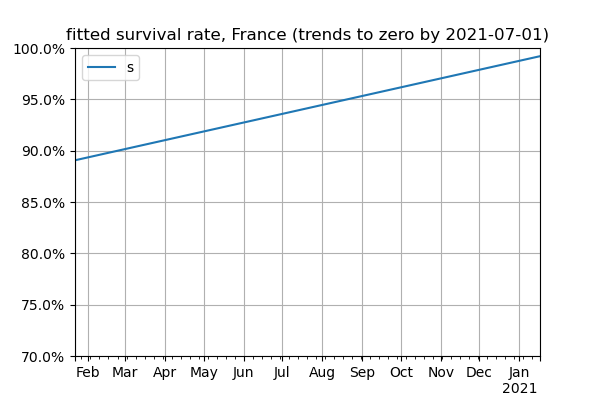 fitted survival rate, France (trends to zero by 2021-07-01)
100.0%
s
95.0%
90.0%
85.0%
80.0%
75.0%
70.0%
Feb Mar Apr May Jun Jul Aug Sep Oct Nov Dec Jan
2021